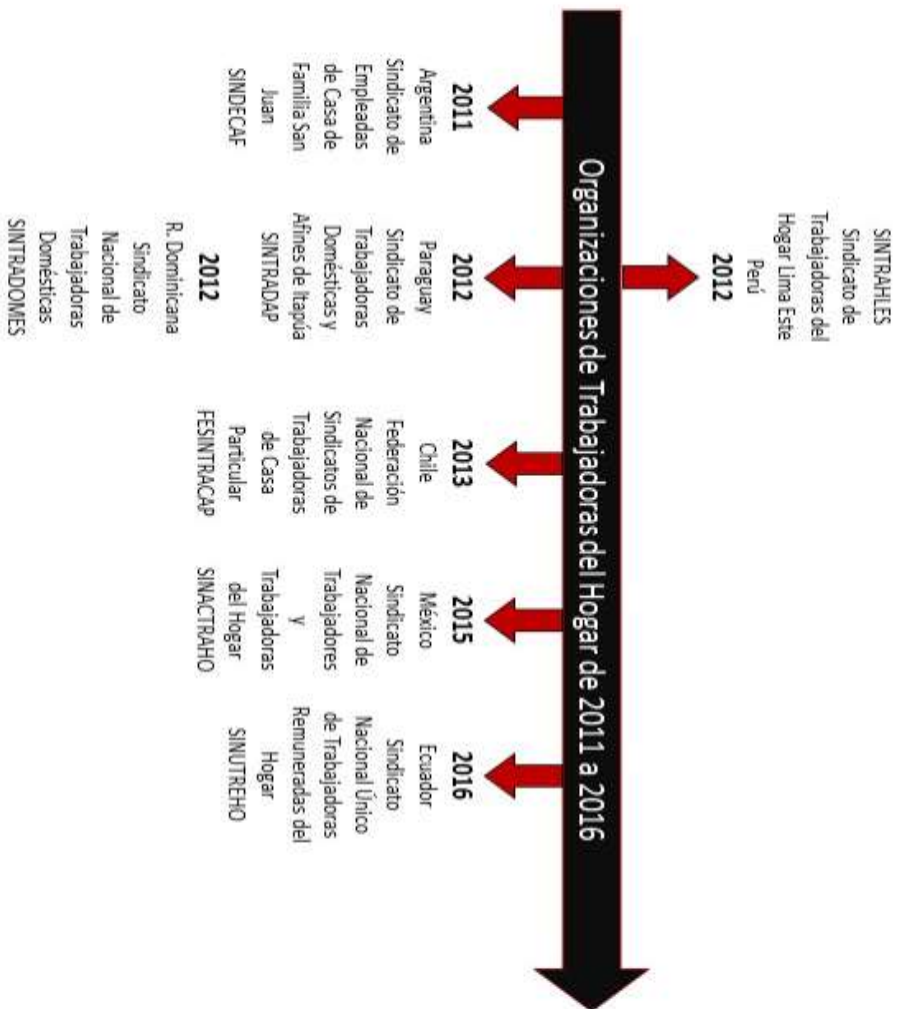 SINTRAHLES
Sindicato de
Trabajadoras del
Hogar Lima Este
Perú
2012
Organizaciones de Trabajadoras del Hogar de 2011 a 2016
2011
Argentina
Sindicato de
Empleadas
de Casa de
Familia San
Juan
SINDECAF
2012
Paraguay
Sindicato de
Trabajadoras
Domésticas y
Afines de Itapúa
SINTRADAP
2012
R. Dominicana
Sindicato
Nacional de
Trabajadoras
Domésticas
SINTRADOMES
2013
Chile
Federación
Nacional de
Sindicatos de
Trabajadoras
de Casa
Particular
FESINTRACAP
2015
México
Sindicato
Nacional de
Trabajadores
y
Trabajadoras
del Hogar
SINACTRAHO
2016
Ecuador
Sindicato
Nacional Único
de Trabajadoras
Remuneradas del
Hogar
SINUTREHO